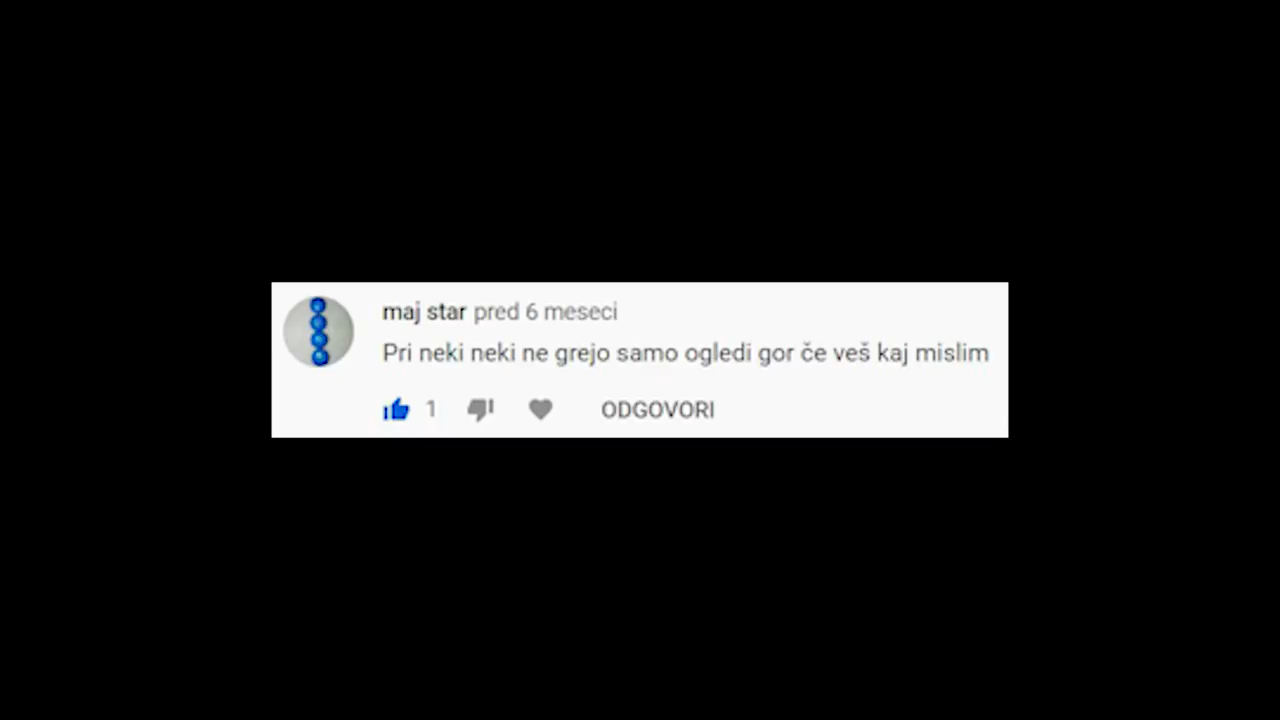 maj star pred 6 meseci
Pri neki neki ne grejo samo ogledi gor če veš kaj mislim
1 ODGOVORI